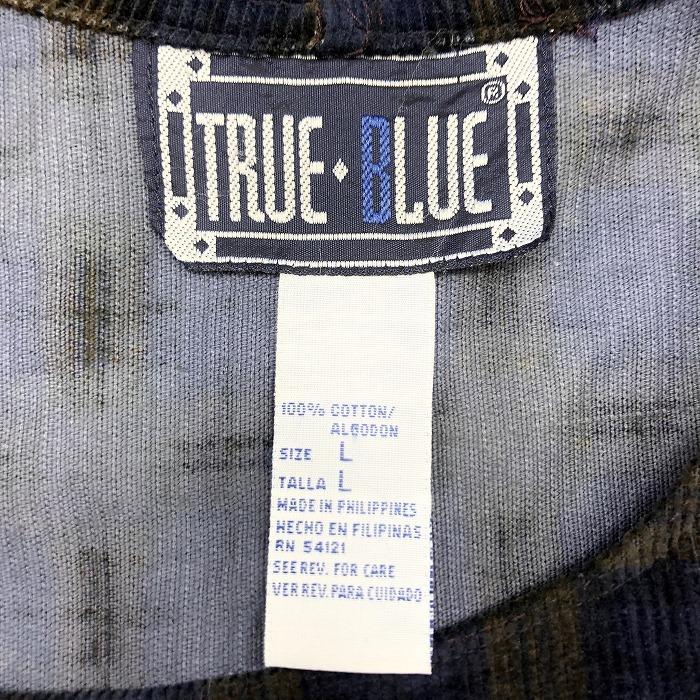 TRUE • BLUE ®
100% COTTON/
ALGODON
SIZE L
TALLA L
MADE IN PHILIPPINES
HECHO EN FILIPINAS
RN 54121
SEE REV. FOR CARE
VER REV. PARA CUIDADO